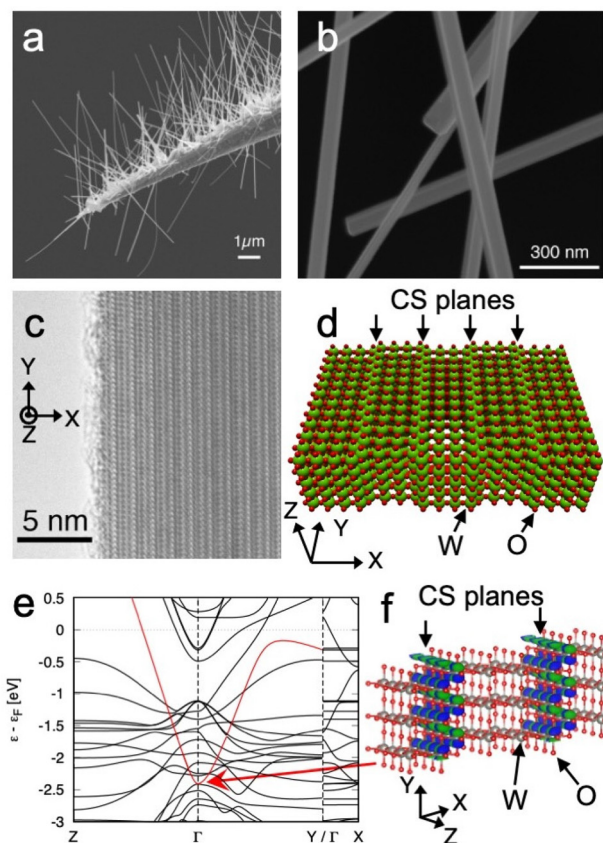 a
1μm
b
300 nm
c
Y
Z
X
5 nm
d
CS planes
Z
Y
X
W
O
e
0.5
0
-0.5
-1
-1.5
-2
-2.5
-3
ε - εF [eV]
Z
Γ
Y / Γ
X
f
CS planes
Y
X
Z
W
O